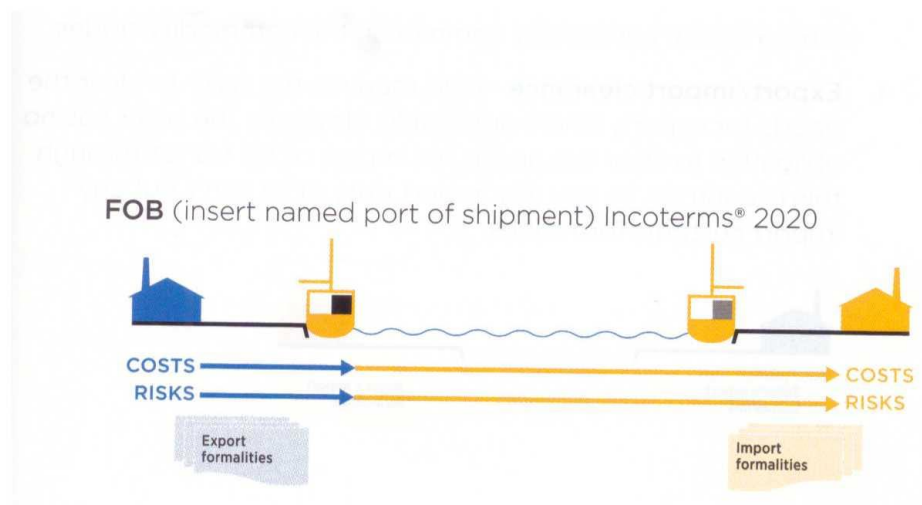 FOB (insert named port of shipment) Incoterms® 2020
COSTS
COSTS
RISKS
RISKS
Export
formalities
Import
formalities